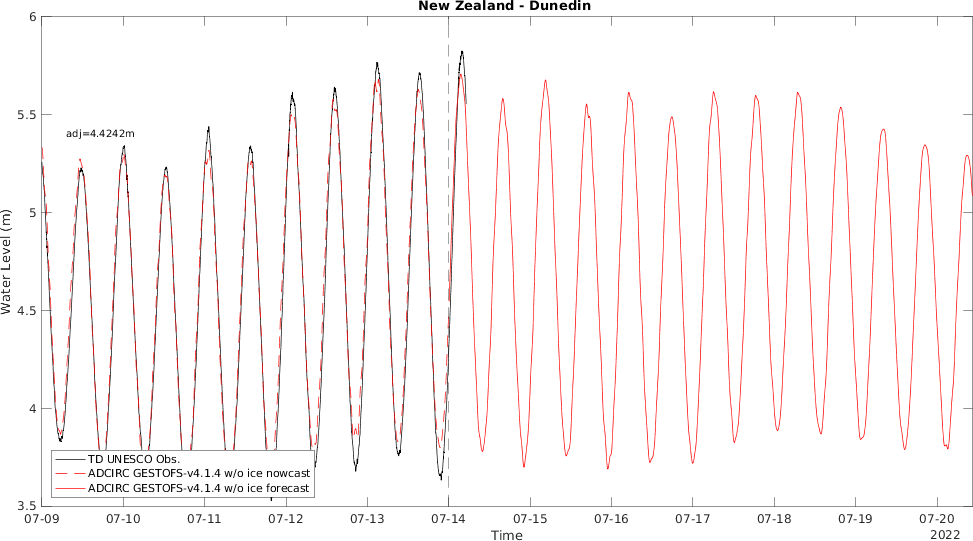 New Zealand - Dunedin
6
5.5
5
4.5
4
3.5
Water Level (m)
adj=4.4242m
TD UNESCO Obs.
ADCIRC GESTOFS-v4.1.4 w/o ice nowcast
ADCIRC GESTOFS-v4.1.4 w/o ice forecast
07-09 07-10 07-11 07-12 07-13 07-14 07-15 07-16 07-17 07-18 07-19 07-20
2022
Time